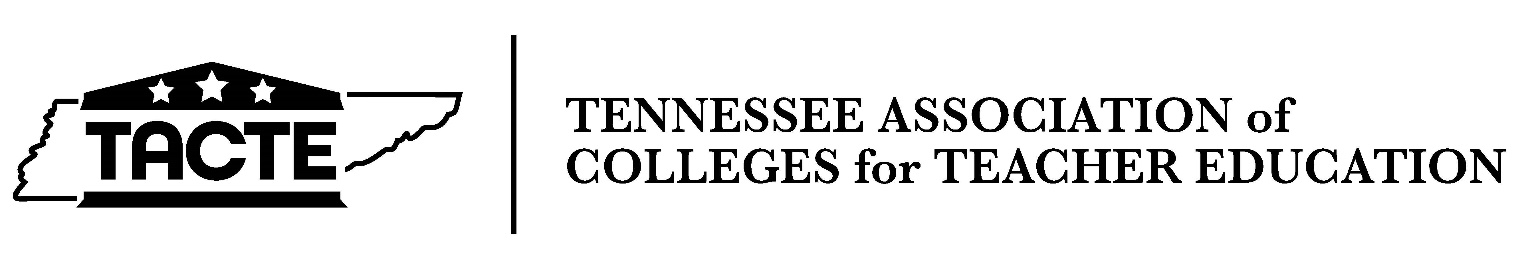 TACTE
TENNESSEE ASSOCIATION of
COLLEGES for TEACHER EDUCATION